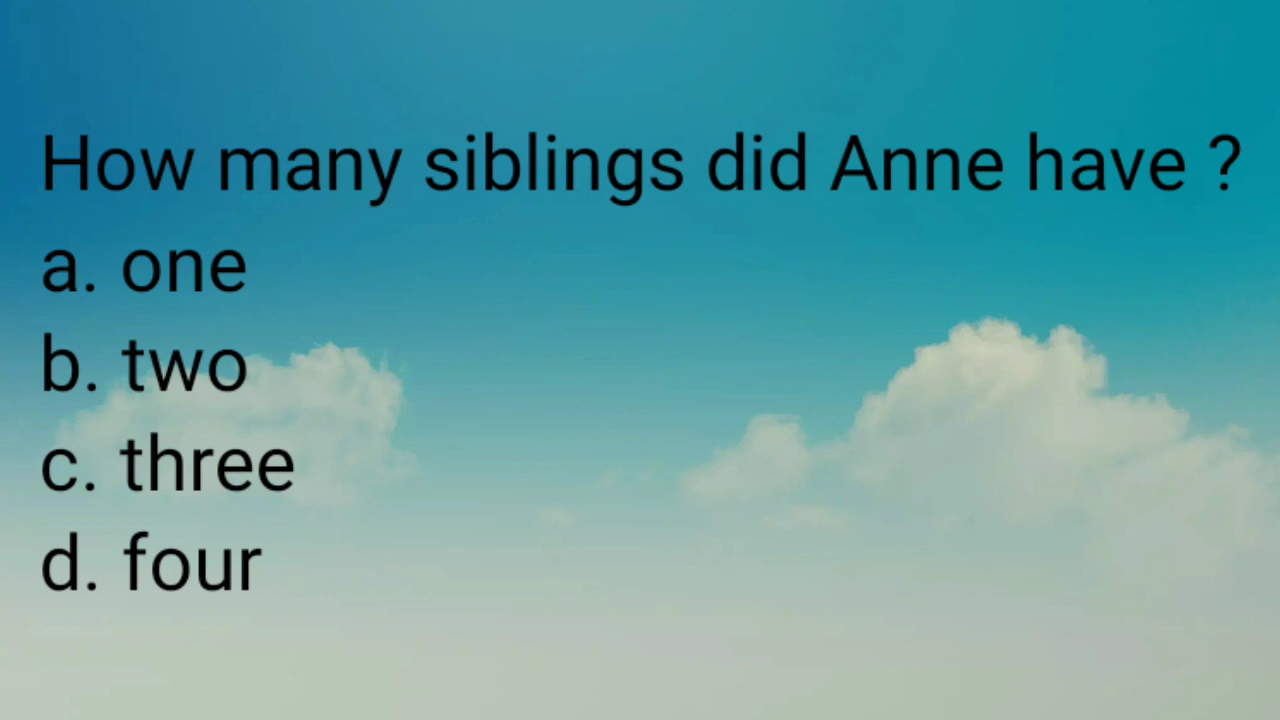 How many siblings did Anne have ?
a. one
b. two
c. three
d. four